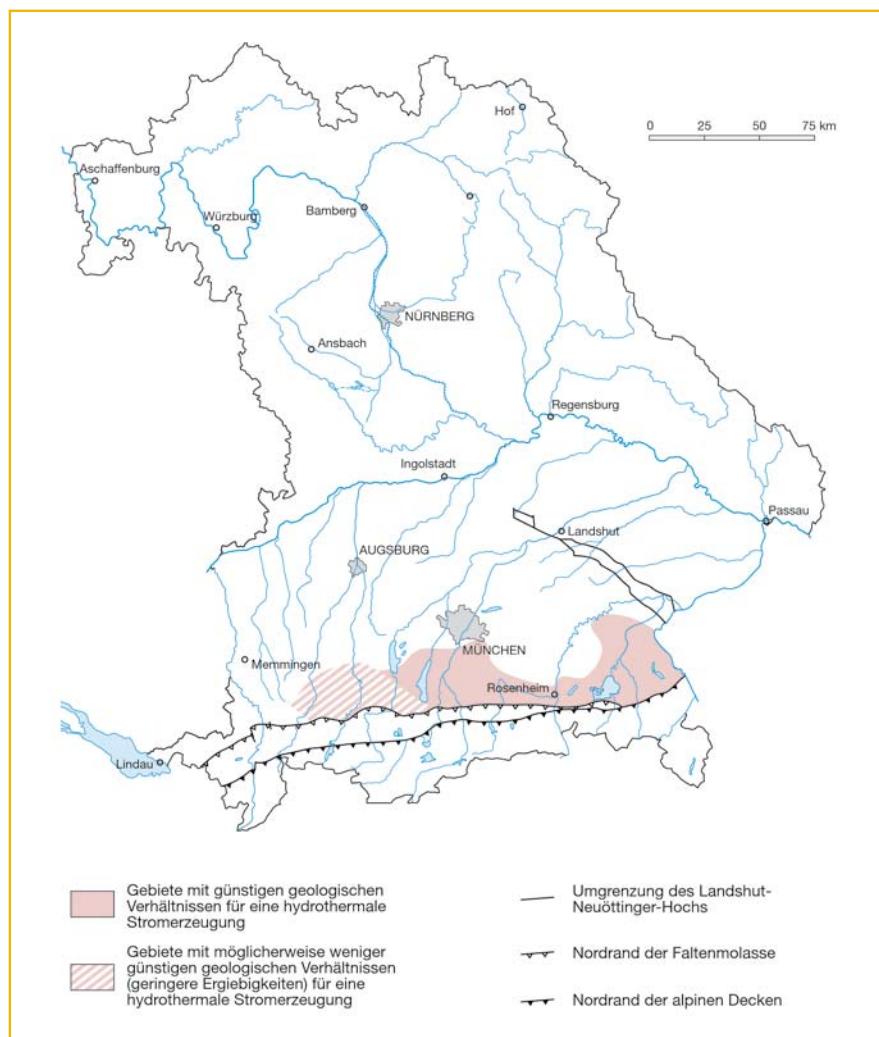 Hof
0 25 50 75 km
Aschaffenburg
Würzburg
Bamberg
NÜRNBERG
Ansbach
Regensburg
Ingolstadt
Passau
Landshut
AUGSBURG
MÜNCHEN
Memmingen
Rosenheim
Lindau
Gebiete mit günstigen geologischen
Verhältnissen für eine hydrothermale
Stromerzeugung
Gebiete mit möglicherweise weniger
günstigen geologischen Verhältnissen
(geringere Ergiebigkeiten) für eine
hydrothermale Stromerzeugung
Umgrenzung des Landshut-
Neuöttinger-Hochs
Nordrand der Faltenmolasse
Nordrand der alpinen Decken